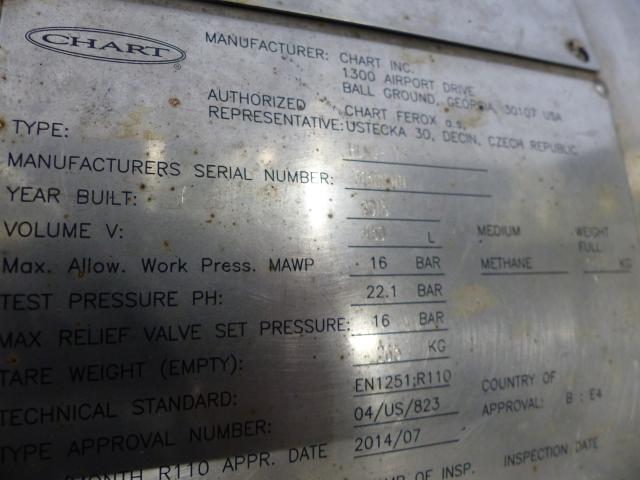 CHART
MANUFACTURER: CHART INC.
1300 AIRPORT DRIVE
BALL GROUND, GEORGIA, 30107 USA
AUTHORIZED CHART FEROX a.s.
REPRESENTATIVE: USTECKA 30, DECIN, CZECH REPUBLIC
TYPE:
MANUFACTURERS SERIAL NUMBER:
YEAR BUILT:
VOLUME V: L MEDIUM WEIGHT FULL
Max. Allow. Work Press. MAWP 16 BAR METHANE KG
TEST PRESSURE PH: 22.1 BAR
MAX RELIEF VALVE SET PRESSURE: 16 BAR
TARE WEIGHT (EMPTY): KG
TECHNICAL STANDARD: EN1251;R110 COUNTRY OF
TYPE APPROVAL NUMBER: 04/US/823 APPROVAL: B : E4
/MONTH R110 APPR. DATE 2014/07
OF INSP. INSPECTION DATE